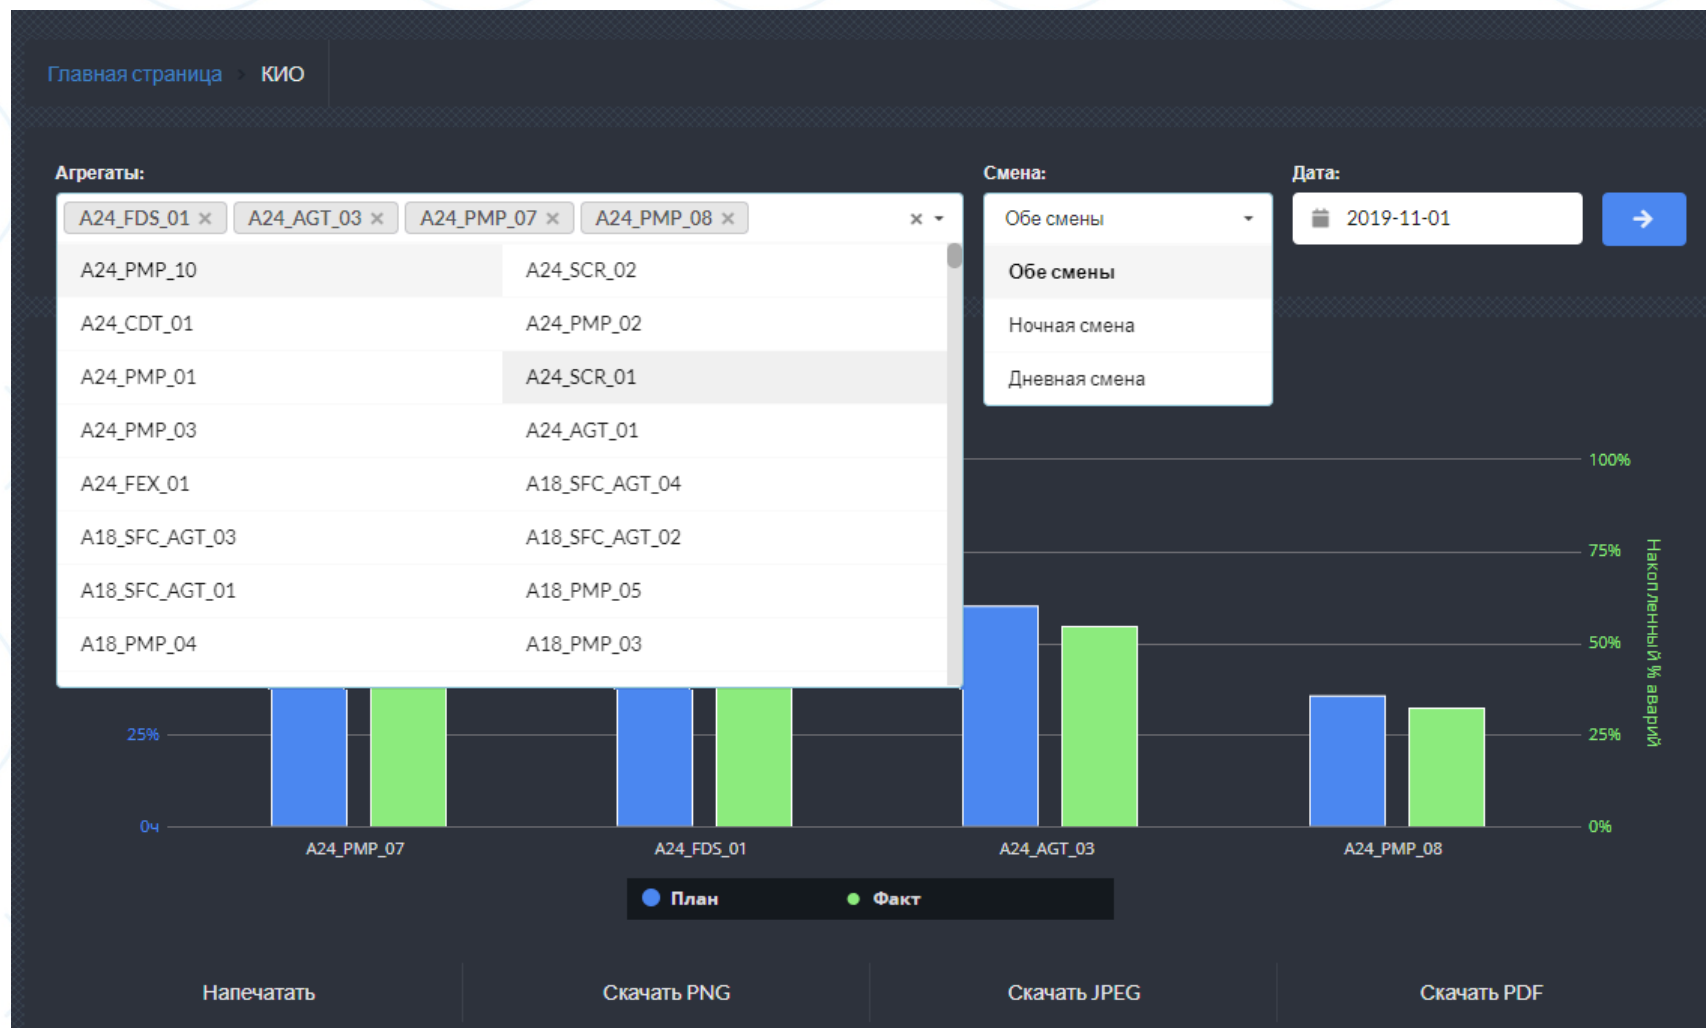 Главная страница КИО
Агрегаты: Смена: Дата:
A24_FDS_01 × A24_AGT_03 × A24_PMP_07 × A24_PMP_08 × × Обе смены 2019-11-01
A24_PMP_10 A24_SCR_02 Обе смены
A24_CDT_01 A24_PMP_02 Ночная смена
A24_PMP_01 A24_SCR_01 Дневная смена
A24_PMP_03 A24_AGT_01
100%
A24_FEX_01 A18_SFC_AGT_04
A18_SFC_AGT_03 A18_SFC_AGT_02
75%
A18_SFC_AGT_01 A18_PMP_05
A18_PMP_04 A18_PMP_03 50%
Накопленный % аварий
25% 25%
0ч 0%
A24_PMP_07 A24_FDS_01 A24_AGT_03 A24_PMP_08
План Факт
Напечатать Скачать PNG Скачать JPEG Скачать PDF